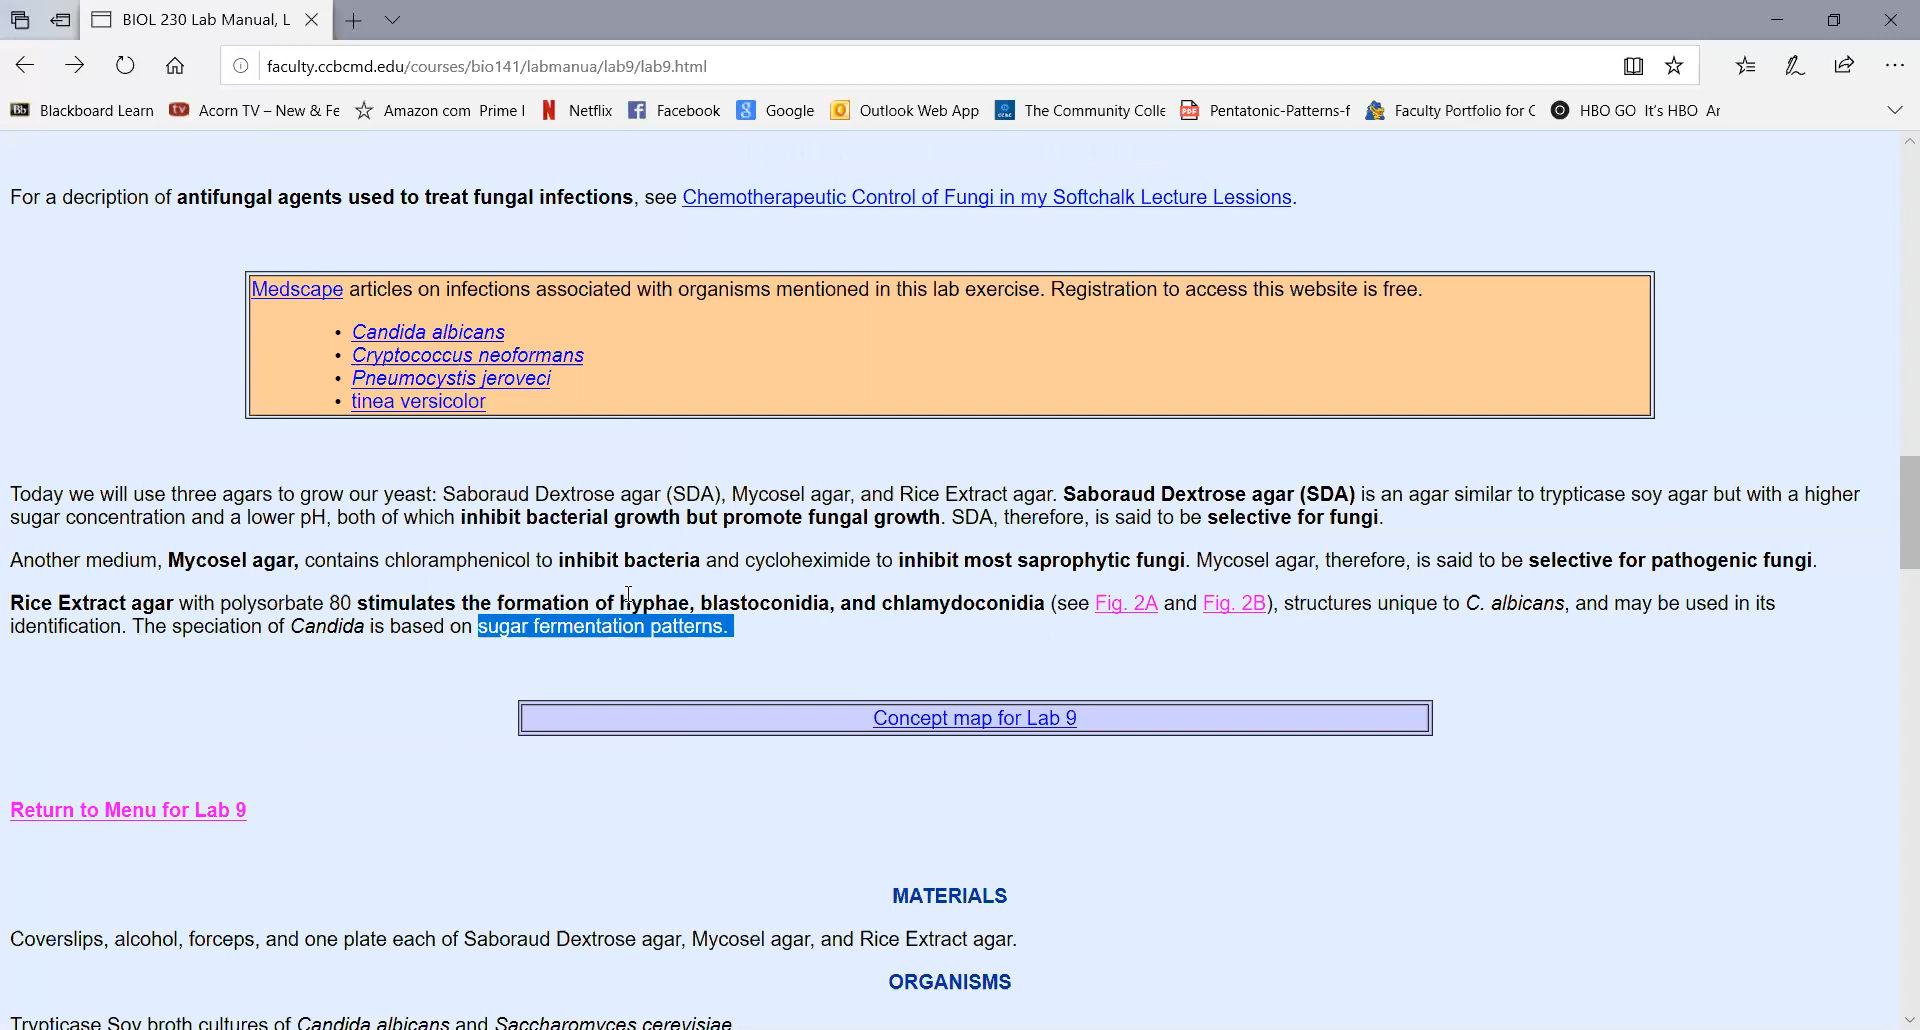 BIOL 230 Lab Manual, L
faculty.ccbcmd.edu/courses/bio141/labmanua/lab9/lab9.html
Bb Blackboard Learn tv Acorn TV – New & Fe Amazon com Prime I N Netflix f Facebook 8 Google O Outlook Web App The Community Colle PDF Pentatonic-Patterns-f Faculty Portfolio for C HBO GO It's HBO Ar
For a decription of antifungal agents used to treat fungal infections, see Chemotherapeutic Control of Fungi in my Softchalk Lecture Lessions.
Medscape articles on infections associated with organisms mentioned in this lab exercise. Registration to access this website is free.
• Candida albicans
• Cryptococcus neoformans
• Pneumocystis jeroveci
• tinea versicolor
Today we will use three agars to grow our yeast: Saboraud Dextrose agar (SDA), Mycosel agar, and Rice Extract agar. Saboraud Dextrose agar (SDA) is an agar similar to trypticase soy agar but with a higher
sugar concentration and a lower pH, both of which inhibit bacterial growth but promote fungal growth. SDA, therefore, is said to be selective for fungi.
Another medium, Mycosel agar, contains chloramphenicol to inhibit bacteria and cycloheximide to inhibit most saprophytic fungi. Mycosel agar, therefore, is said to be selective for pathogenic fungi.
Rice Extract agar with polysorbate 80 stimulates the formation of hyphae, blastoconidia, and chlamydoconidia (see Fig. 2A and Fig. 2B), structures unique to C. albicans, and may be used in its
identification. The speciation of Candida is based on sugar fermentation patterns.
Concept map for Lab 9
Return to Menu for Lab 9
MATERIALS
Coverslips, alcohol, forceps, and one plate each of Saboraud Dextrose agar, Mycosel agar, and Rice Extract agar.
ORGANISMS
Trypticase Soy broth cultures of Candida albicans and Saccharomyces cerevisiae